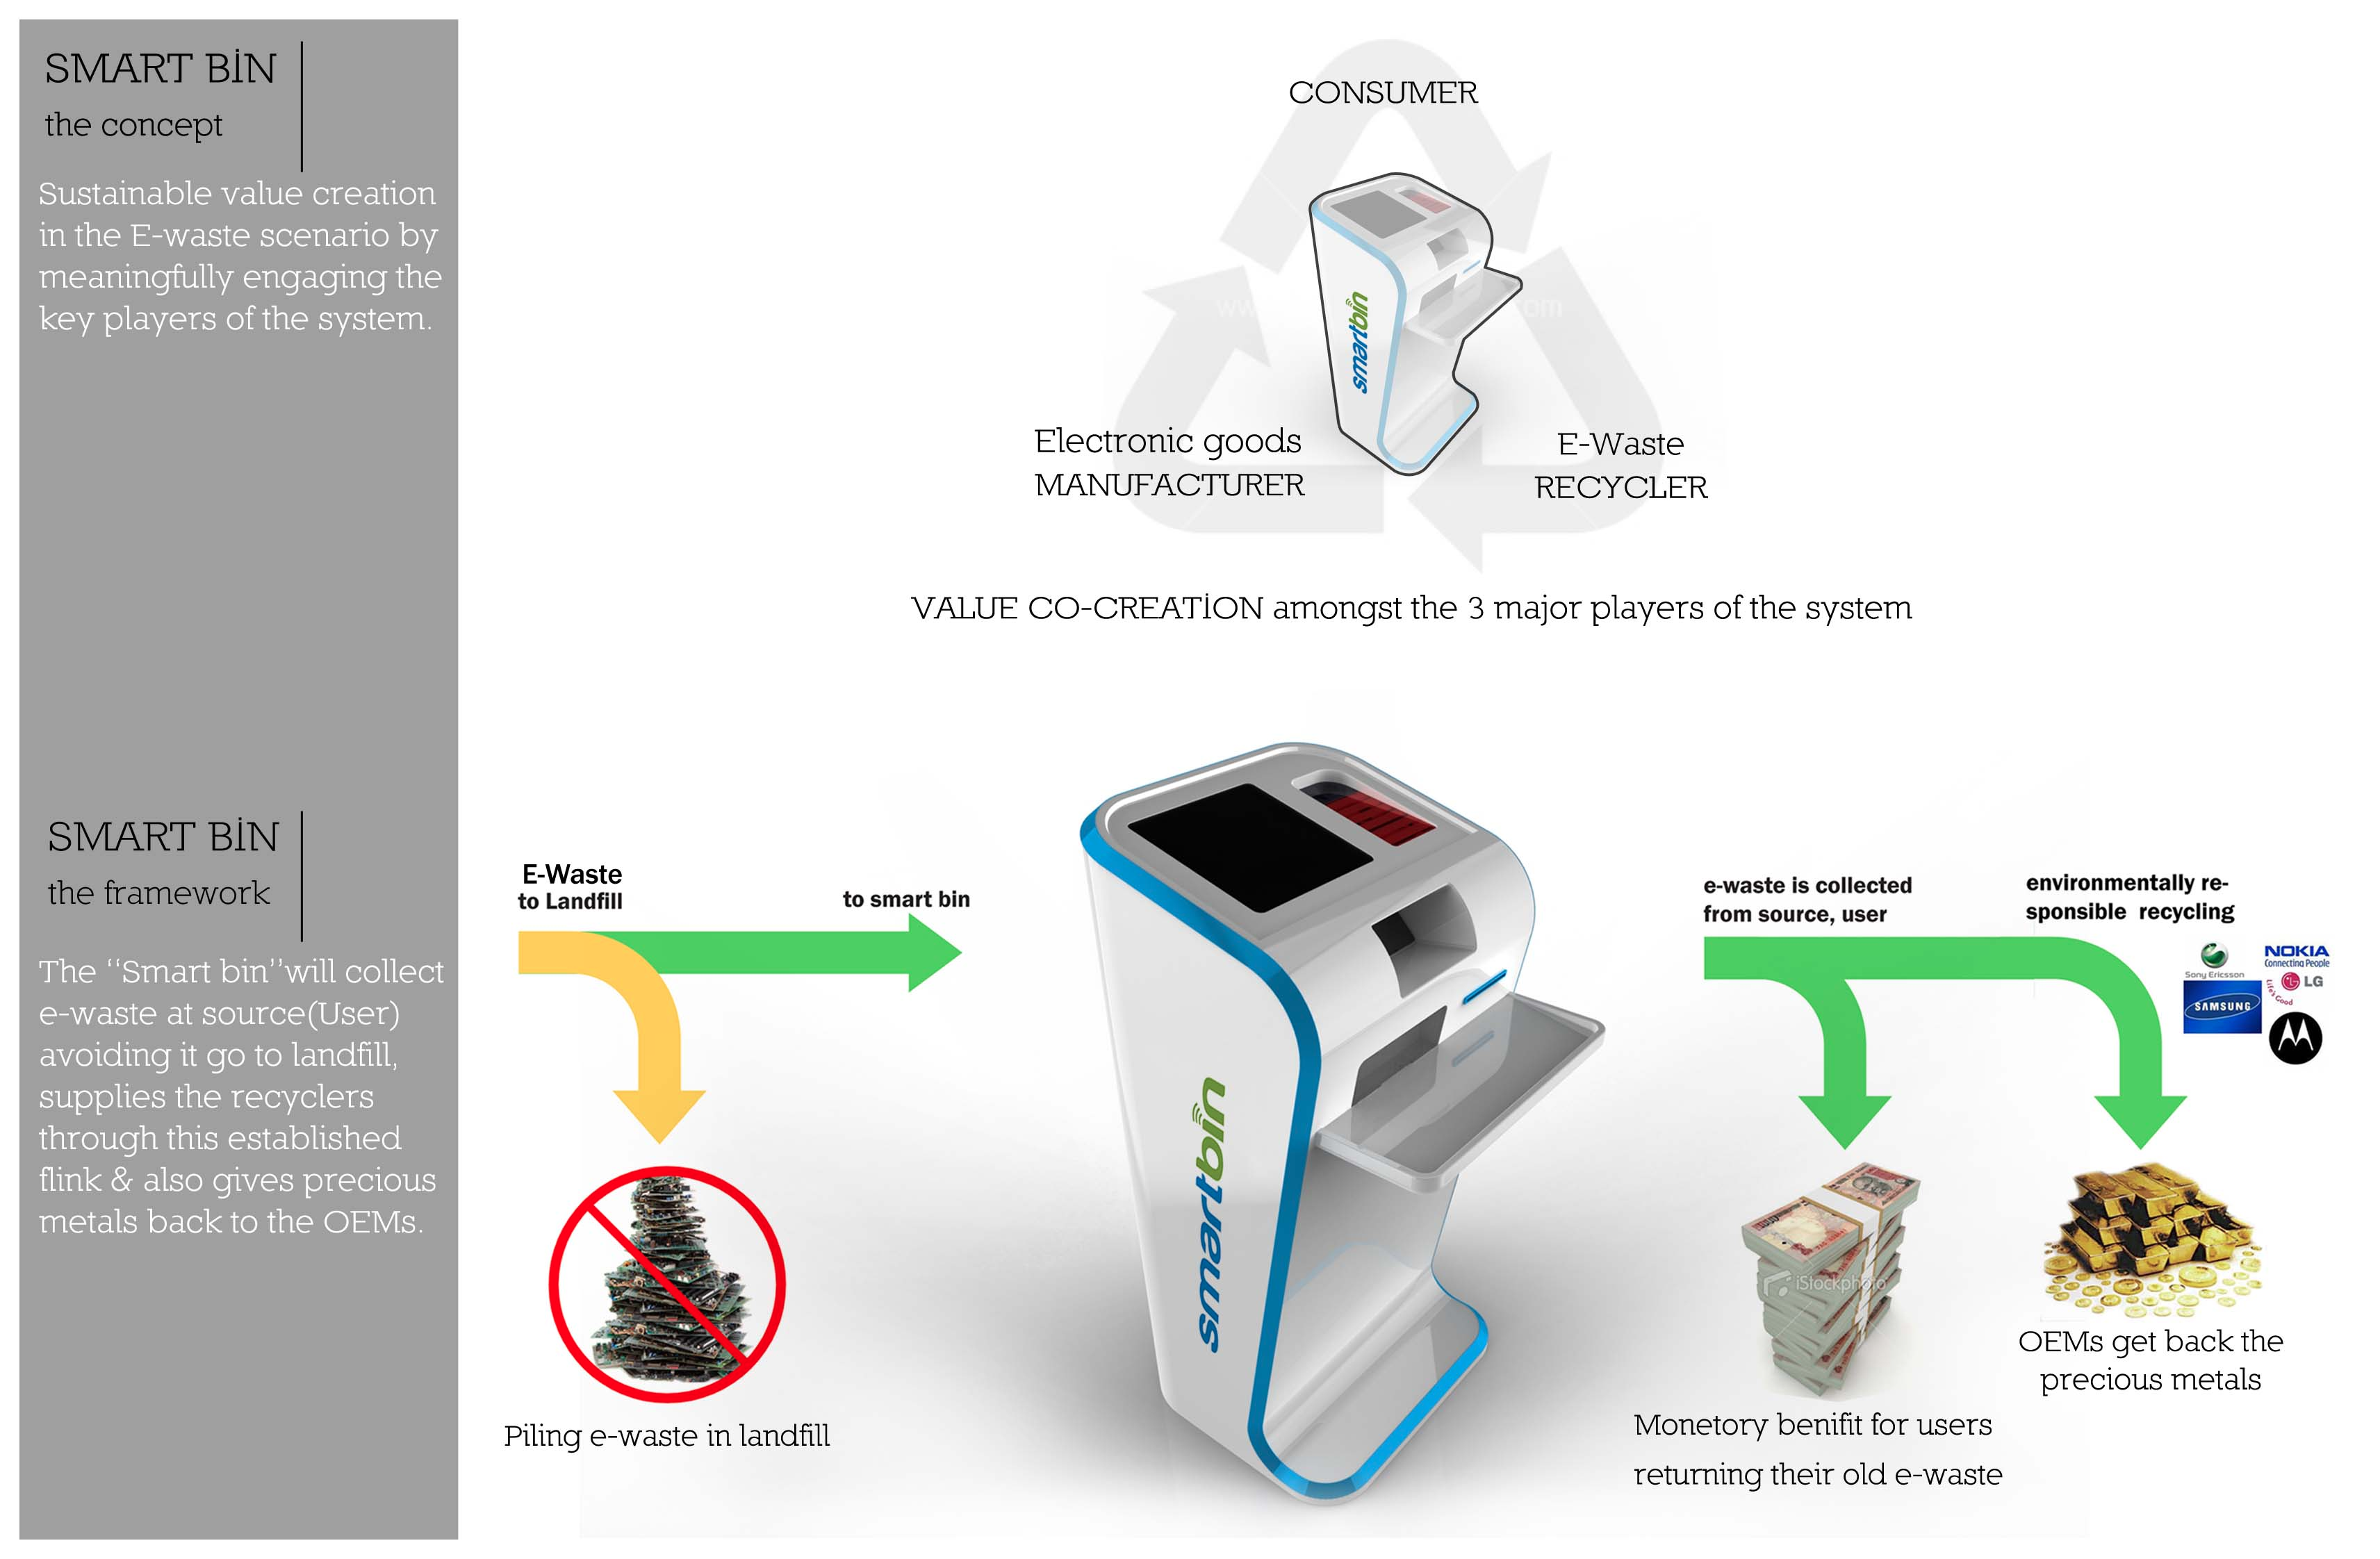 SMART BİN
the concept
Sustainable value creation
in the E-waste scenario by
meaningfully engaging the
key players of the system.
CONSUMER
smartbin
Electronic goods
MANUFACTURER
E-Waste
RECYCLER
VALUE CO-CREATİON amongst the 3 major players of the system
SMART BİN
the framework
The “Smart bin”will collect
e-waste at source(User)
avoiding it go to landfill,
supplies the recyclers
through this established
flink & also gives precious
metals back to the OEMs.
E-Waste
to Landfill
to smart bin
Piling e-waste in landfill
smartbin
e-waste is collected
from source, user
environmentally re-
sponsible recycling
Sony Ericsson
NOKIA
Connecting People
LG
Life's Good
SAMSUNG
iStockphoto
Monetory benifit for users
returning their old e-waste
OEMs get back the
precious metals